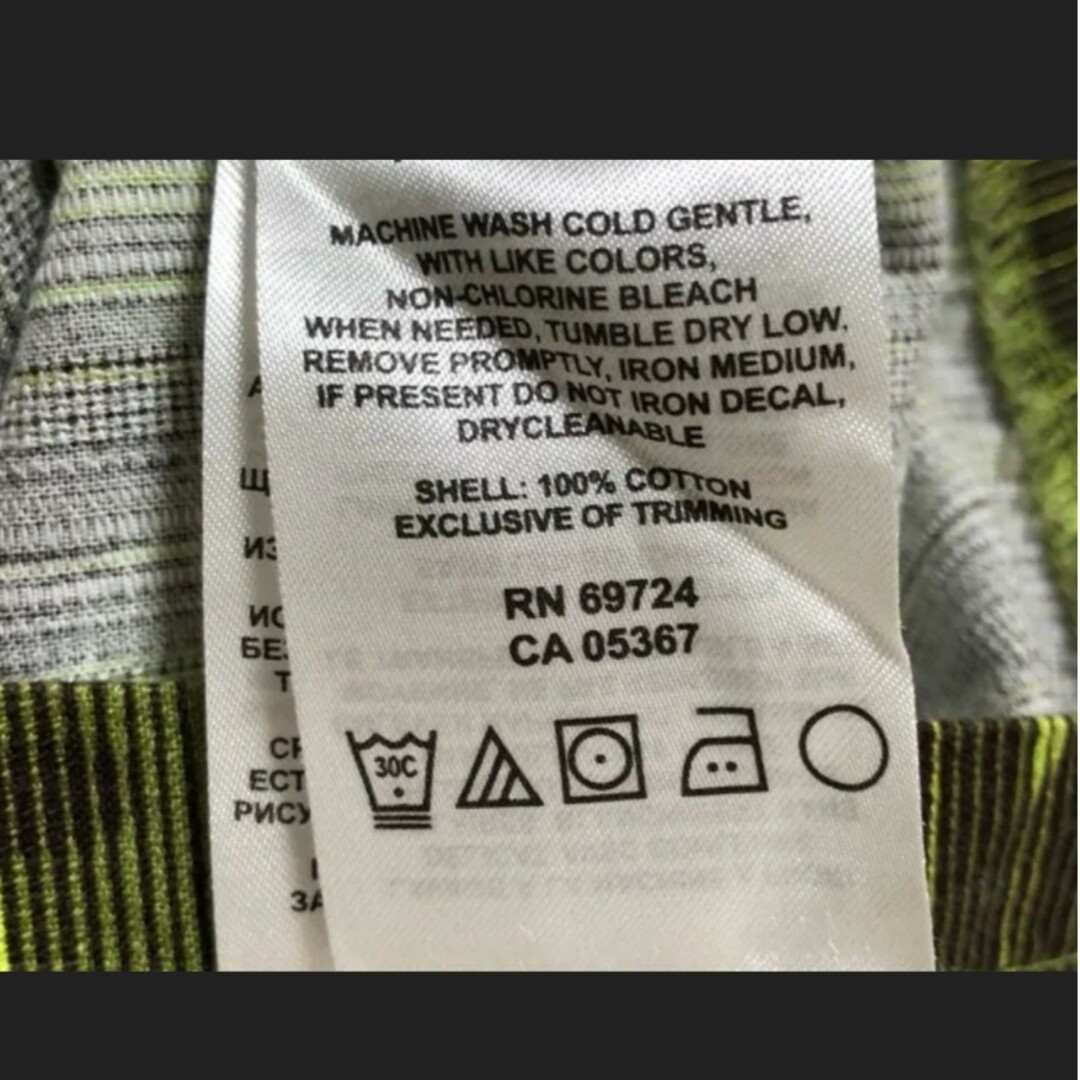 MACHINE WASH COLD GENTLE,
WITH LIKE COLORS,
NON-CHLORINE BLEACH
WHEN NEEDED, TUMBLE DRY LOW.
REMOVE PROMPTLY, IRON MEDIUM,
IF PRESENT DO NOT IRON DECAL,
DRYCLEANABLE
SHELL: 100% COTTON
EXCLUSIVE OF TRIMMING
RN 69724
CA 05367
30C